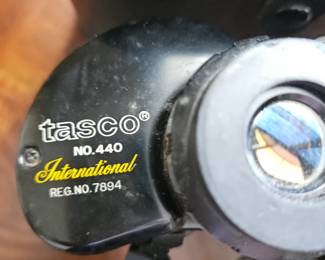 tasco®
NO.440
International
REG.NO.7894